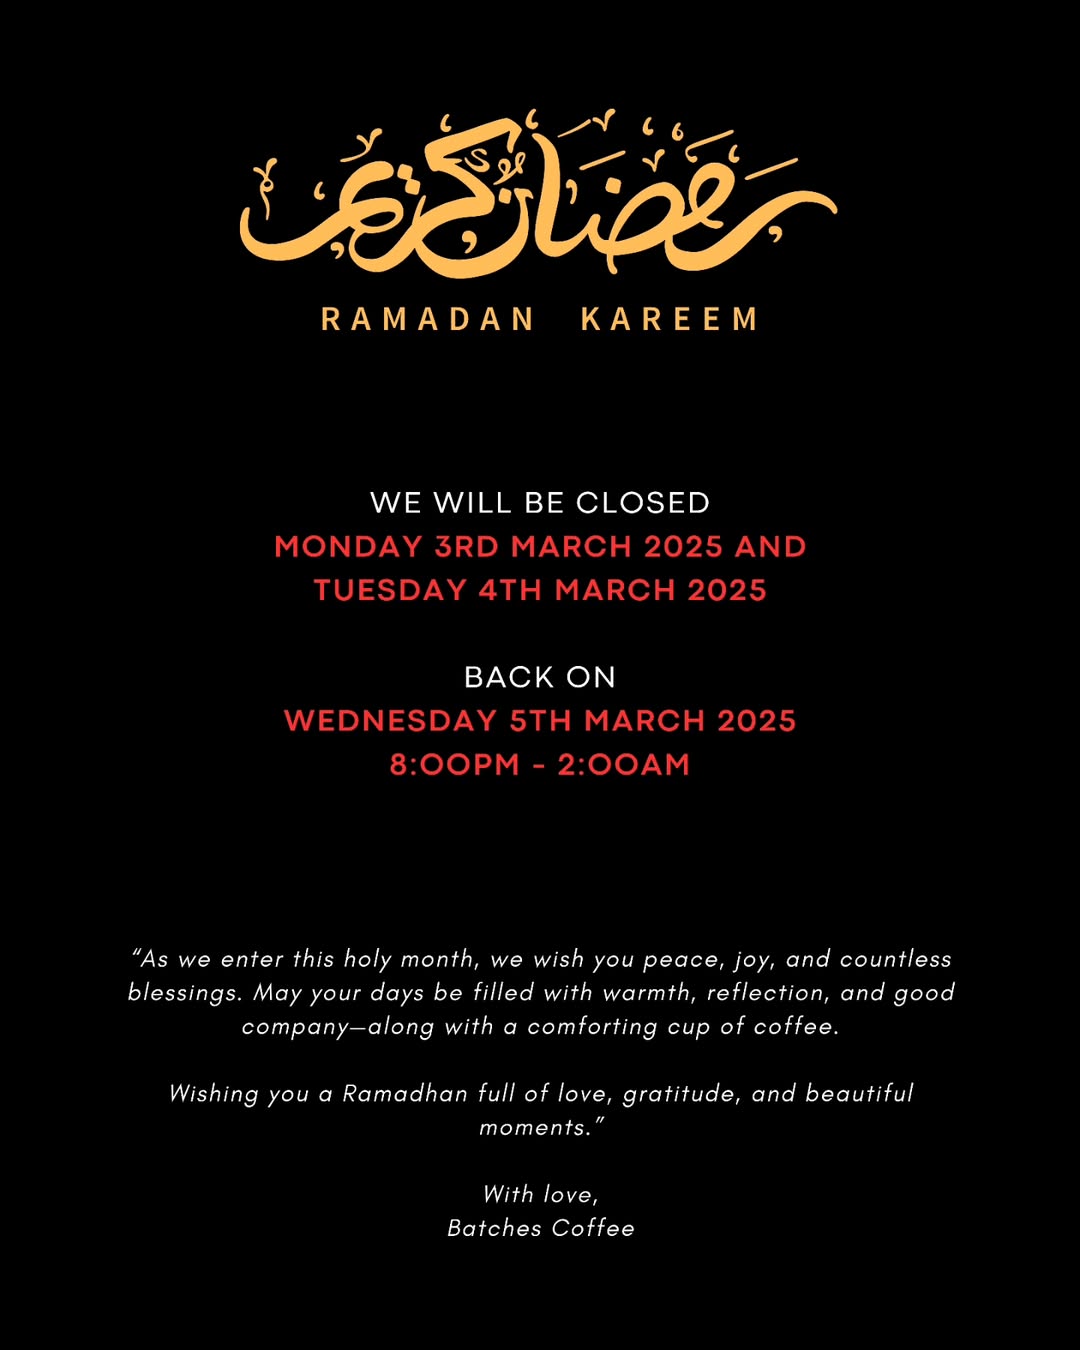 رمضان كريم
RAMADAN KAREEM
WE WILL BE CLOSED
MONDAY 3RD MARCH 2025 AND
TUESDAY 4TH MARCH 2025
BACK ON
WEDNESDAY 5TH MARCH 2025
8:00PM - 2:00AM
“As we enter this holy month, we wish you peace, joy, and countless
blessings. May your days be filled with warmth, reflection, and good
company—along with a comforting cup of coffee.
Wishing you a Ramadhan full of love, gratitude, and beautiful
moments.”
With love,
Batches Coffee